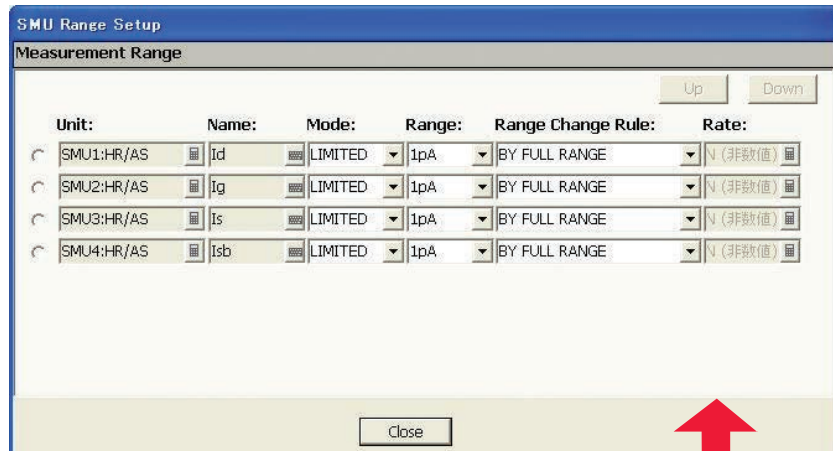 SMU Range Setup
Measurement Range
Up Down
Unit: Name: Mode: Range: Range Change Rule: Rate:
SMU1:HR/AS Id LIMITED 1pA BY FULL RANGE N (非数値)
SMU2:HR/AS Ig LIMITED 1pA BY FULL RANGE N (非数値)
SMU3:HR/AS Is LIMITED 1pA BY FULL RANGE N (非数値)
SMU4:HR/AS Isb LIMITED 1pA BY FULL RANGE N (非数値)
Close